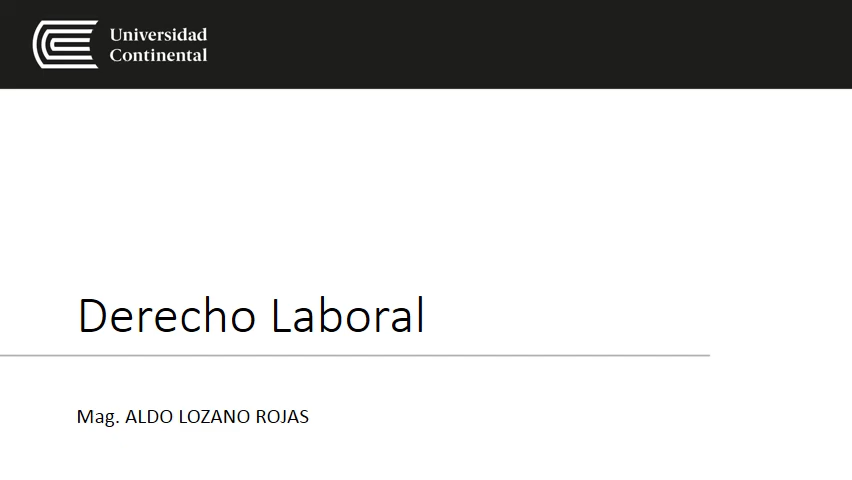 Universidad
Continental
Derecho Laboral
Mag. ALDO LOZANO ROJAS